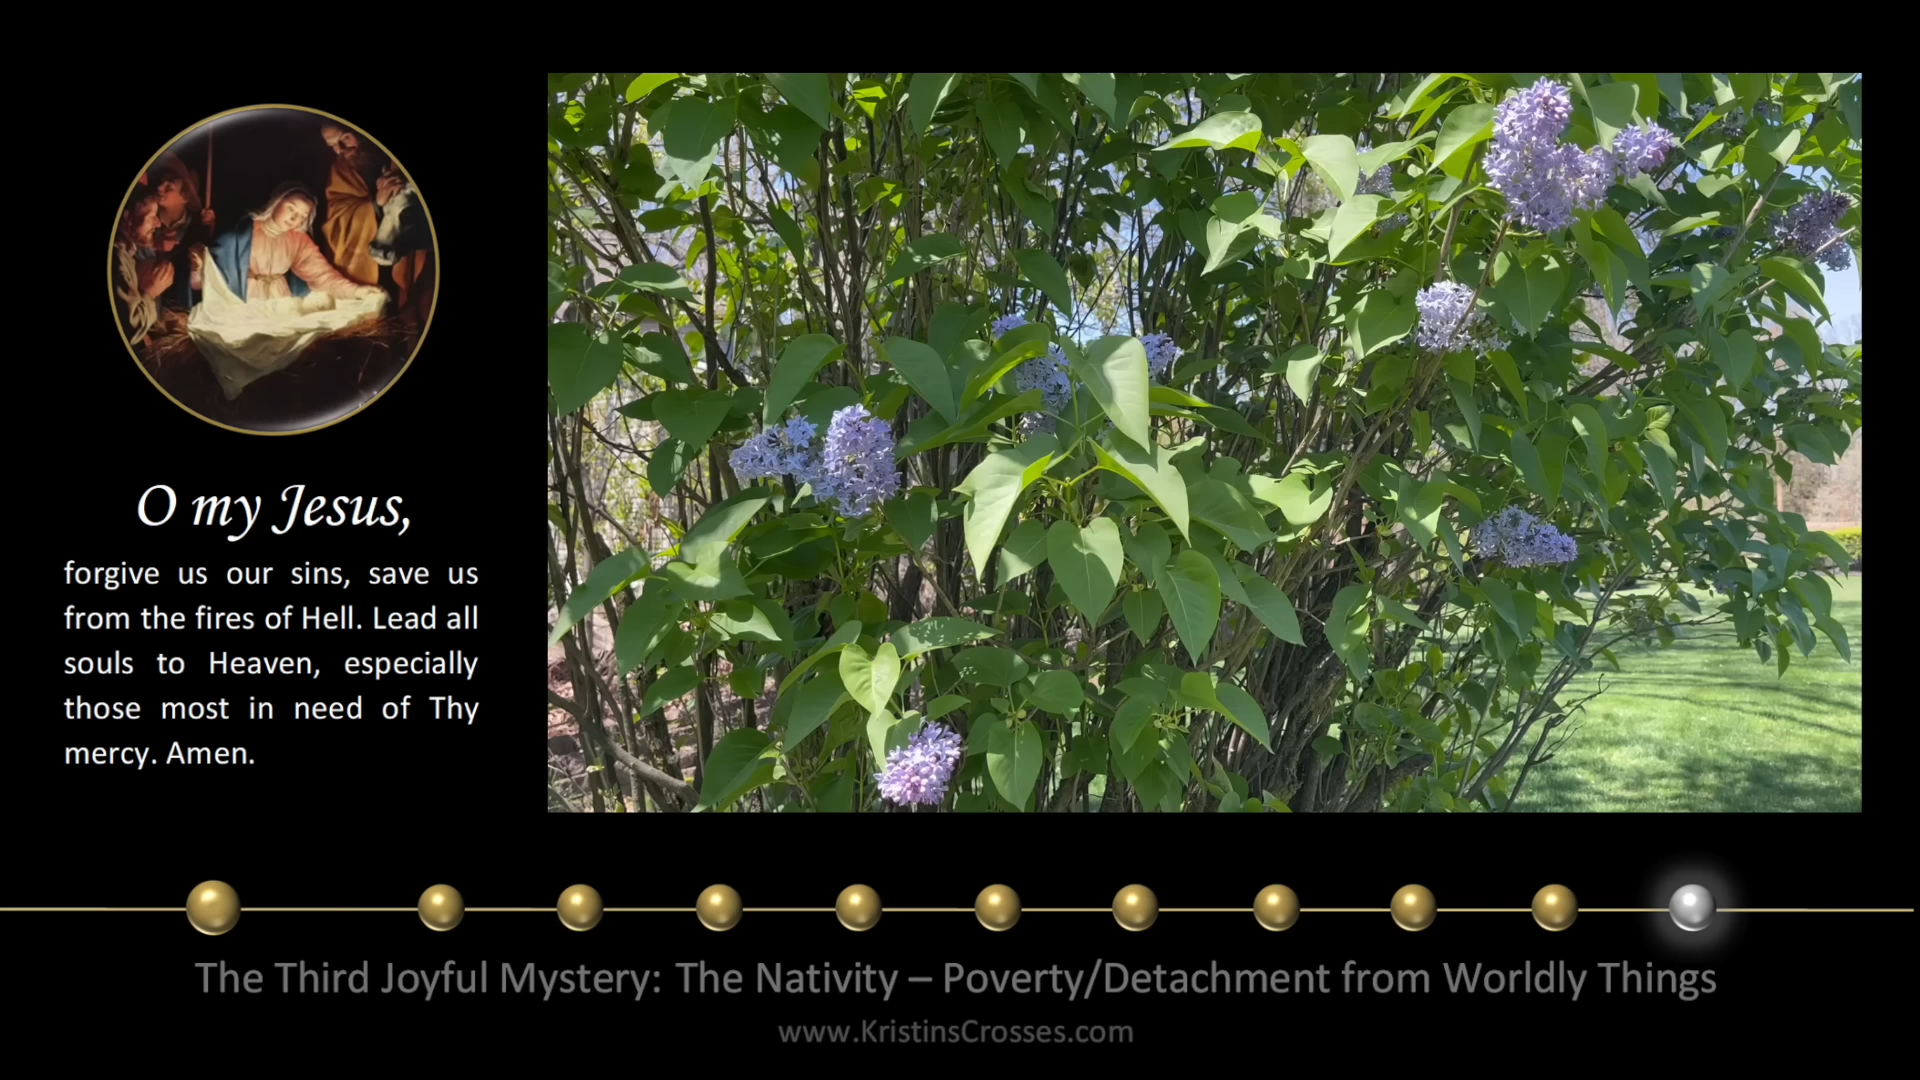 O my Jesus,
forgive us our sins, save us
from the fires of Hell. Lead all
souls to Heaven, especially
those most in need of Thy
mercy. Amen.
The Third Joyful Mystery: The Nativity – Poverty/Detachment from Worldly Things
www.KristinsCrosses.com